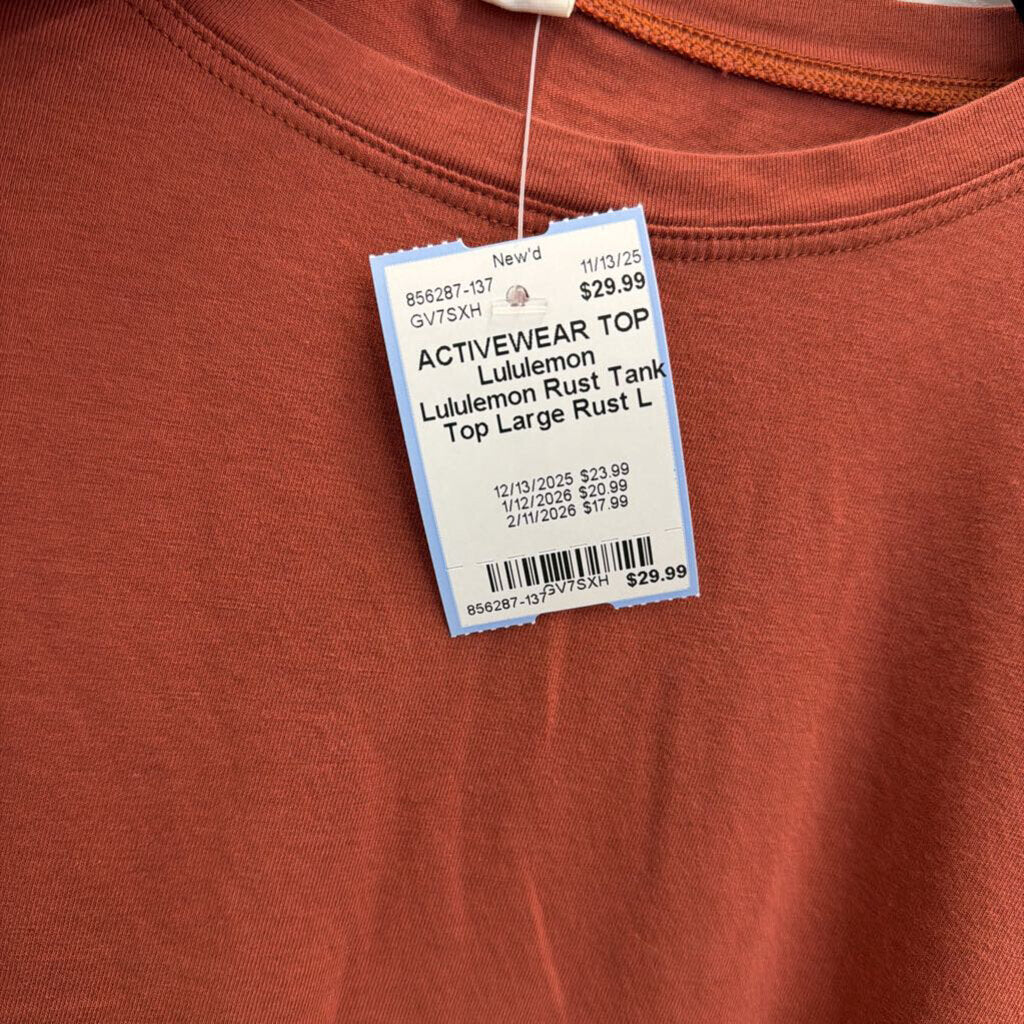 New'd
856287-137 11/13/25
GV7SXH $29.99
ACTIVEWEAR TOP
Lululemon
Lululemon Rust Tank
Top Large Rust L
12/13/2025 $23.99
1/12/2026 $20.99
2/11/2026 $17.99
856287-137 GV7SXH $29.99